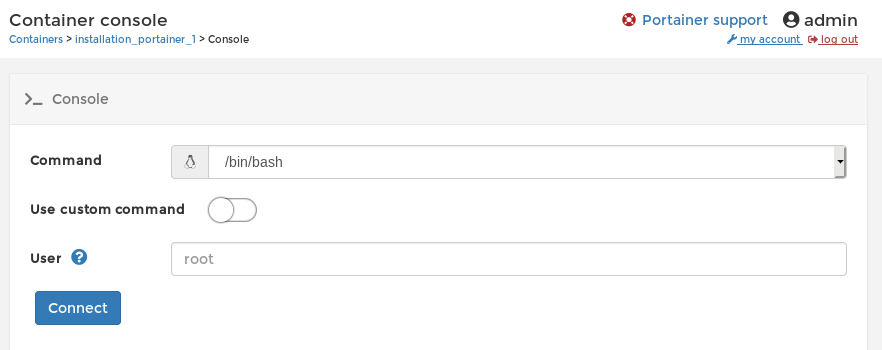 Container console
Portainer support admin
Containers > installation_portainer_1 > Console
my account log out
Console
Command /bin/bash
Use custom command
User ? root
Connect